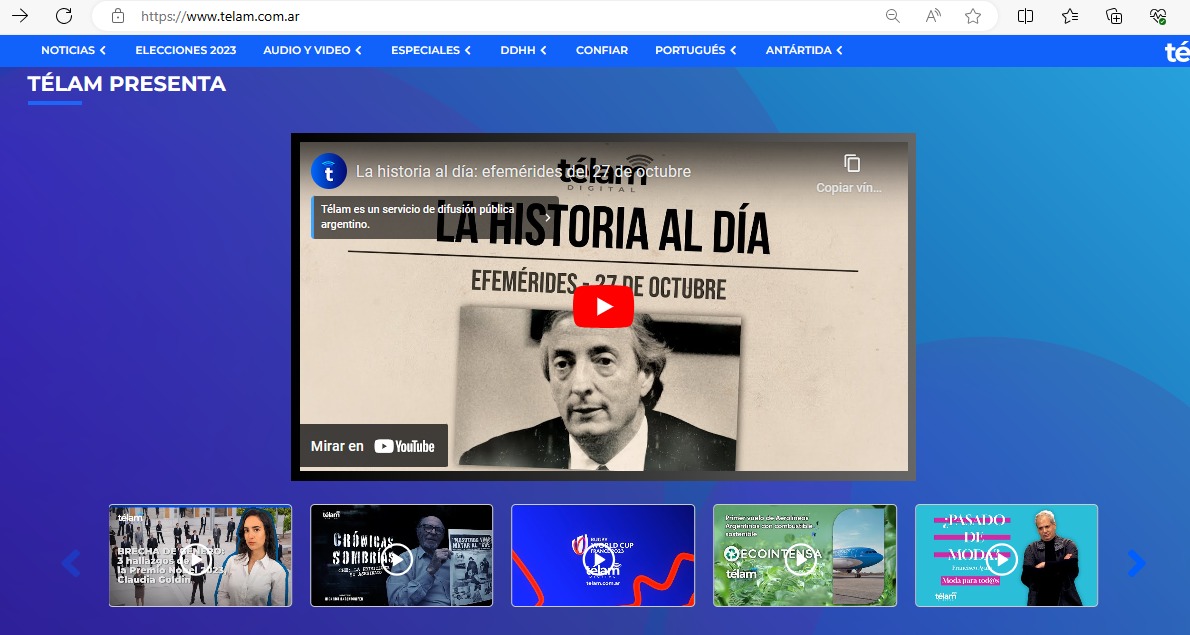 https://www.telam.com.ar
NOTICIAS
ELECCIONES 2023
AUDIO Y VIDEO
ESPECIALES
DDHH
CONFIAR
PORTUGUÉS
ANTÁRTIDA
té
TÉLAM PRESENTA
La historia al día: efemérides del 27 de octubre
Copiar vín...
télam
DIGITAL
Télam es un servicio de difusión pública
argentino.
LA HISTORIA AL DÍA
EFEMÉRIDES - 27 DE OCTUBRE
Mirar en YouTube
télam
BRECHA DE GÉNERO:
3 hallazgos de
la Premio Nobel 2023,
Claudia Goldin
télam
CRÓNICAS
SOMBRÍAS
RUGBY
WORLD CUP
FRANCE 2023
télam
telam.com.ar
Primer vuelo de Aerolíneas
Argentinas con combustible
sostenible
ECOINTENSA
télam
¿PASADO
DE
MODA?
Moda para tod@s
télam